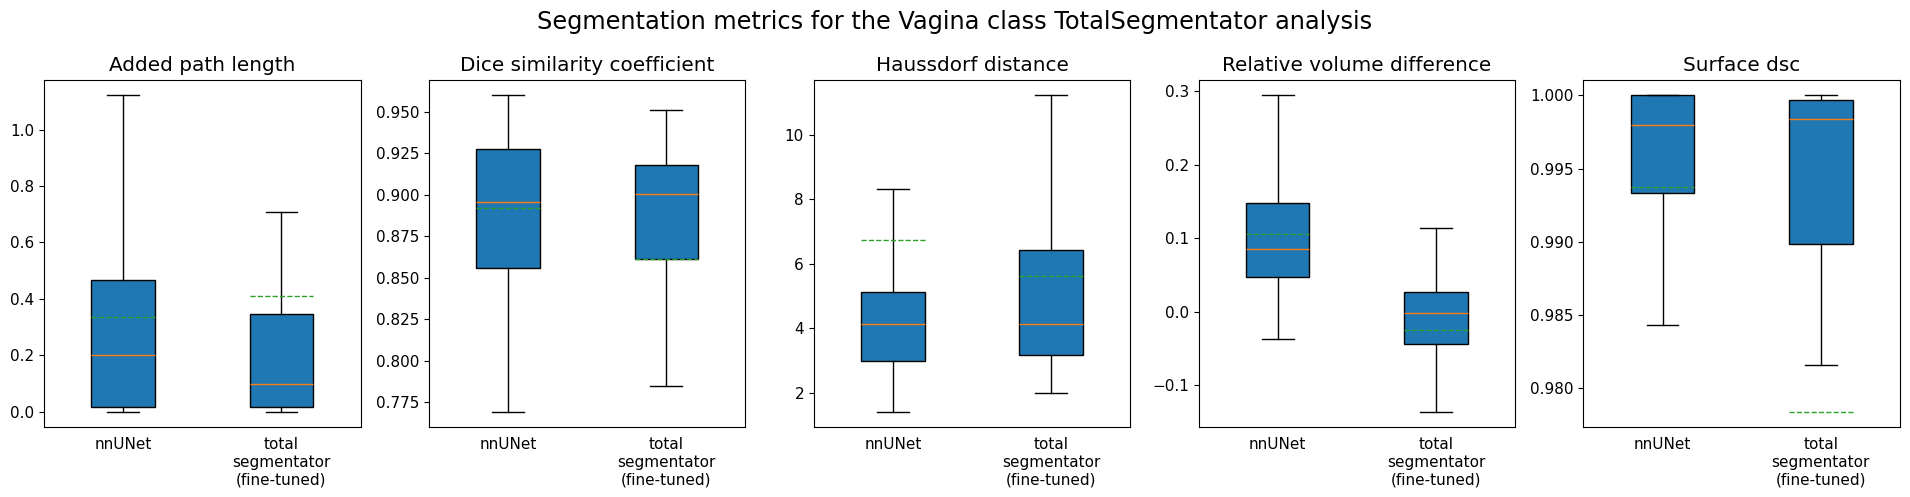 Segmentation metrics for the Vagina class TotalSegmentator analysis
Added path length
1.0
0.8
0.6
0.4
0.2
0.0
nnUNet
total
segmentator
(fine-tuned)
Dice similarity coefficient
0.950
0.925
0.900
0.875
0.850
0.825
0.800
0.775
nnUNet
total
segmentator
(fine-tuned)
Haussdorf distance
10
8
6
4
2
nnUNet
total
segmentator
(fine-tuned)
Relative volume difference
0.3
0.2
0.1
0.0
−0.1
nnUNet
total
segmentator
(fine-tuned)
Surface dsc
1.000
0.995
0.990
0.985
0.980
nnUNet
total
segmentator
(fine-tuned)